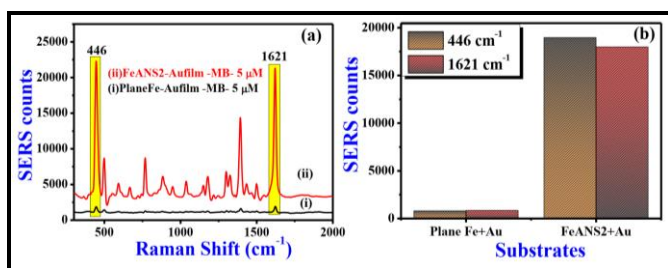 (a)
446
1621
(ii)FeANS2-Aufilm -MB- 5 μM
(i)PlaneFe-Aufilm -MB- 5 μM
(ii)
(i)
25000
20000
15000
10000
5000
0
SERS counts
500
1000
1500
2000
Raman Shift (cm⁻¹)
(b)
446 cm⁻¹
1621 cm⁻¹
20000
15000
10000
5000
0
SERS counts
Plane Fe+Au
FeANS2+Au
Substrates